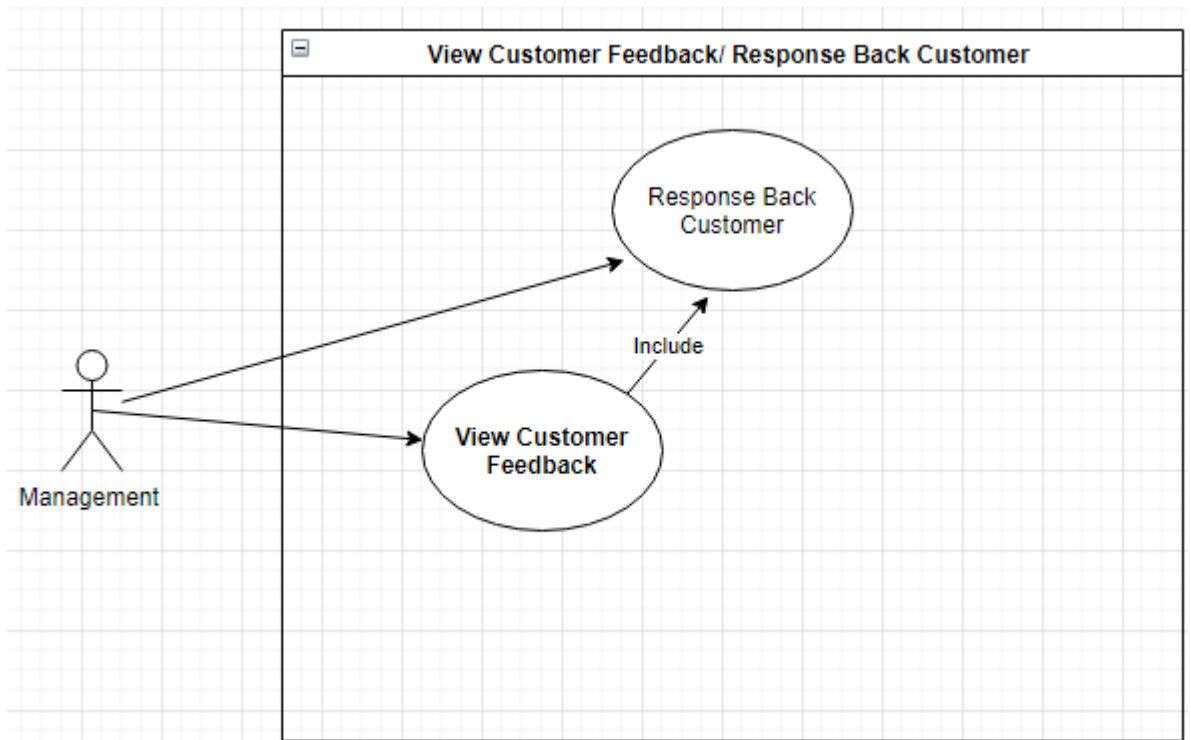 View Customer Feedback/ Response Back Customer
Response Back
Customer
Include
View Customer
Feedback
Management